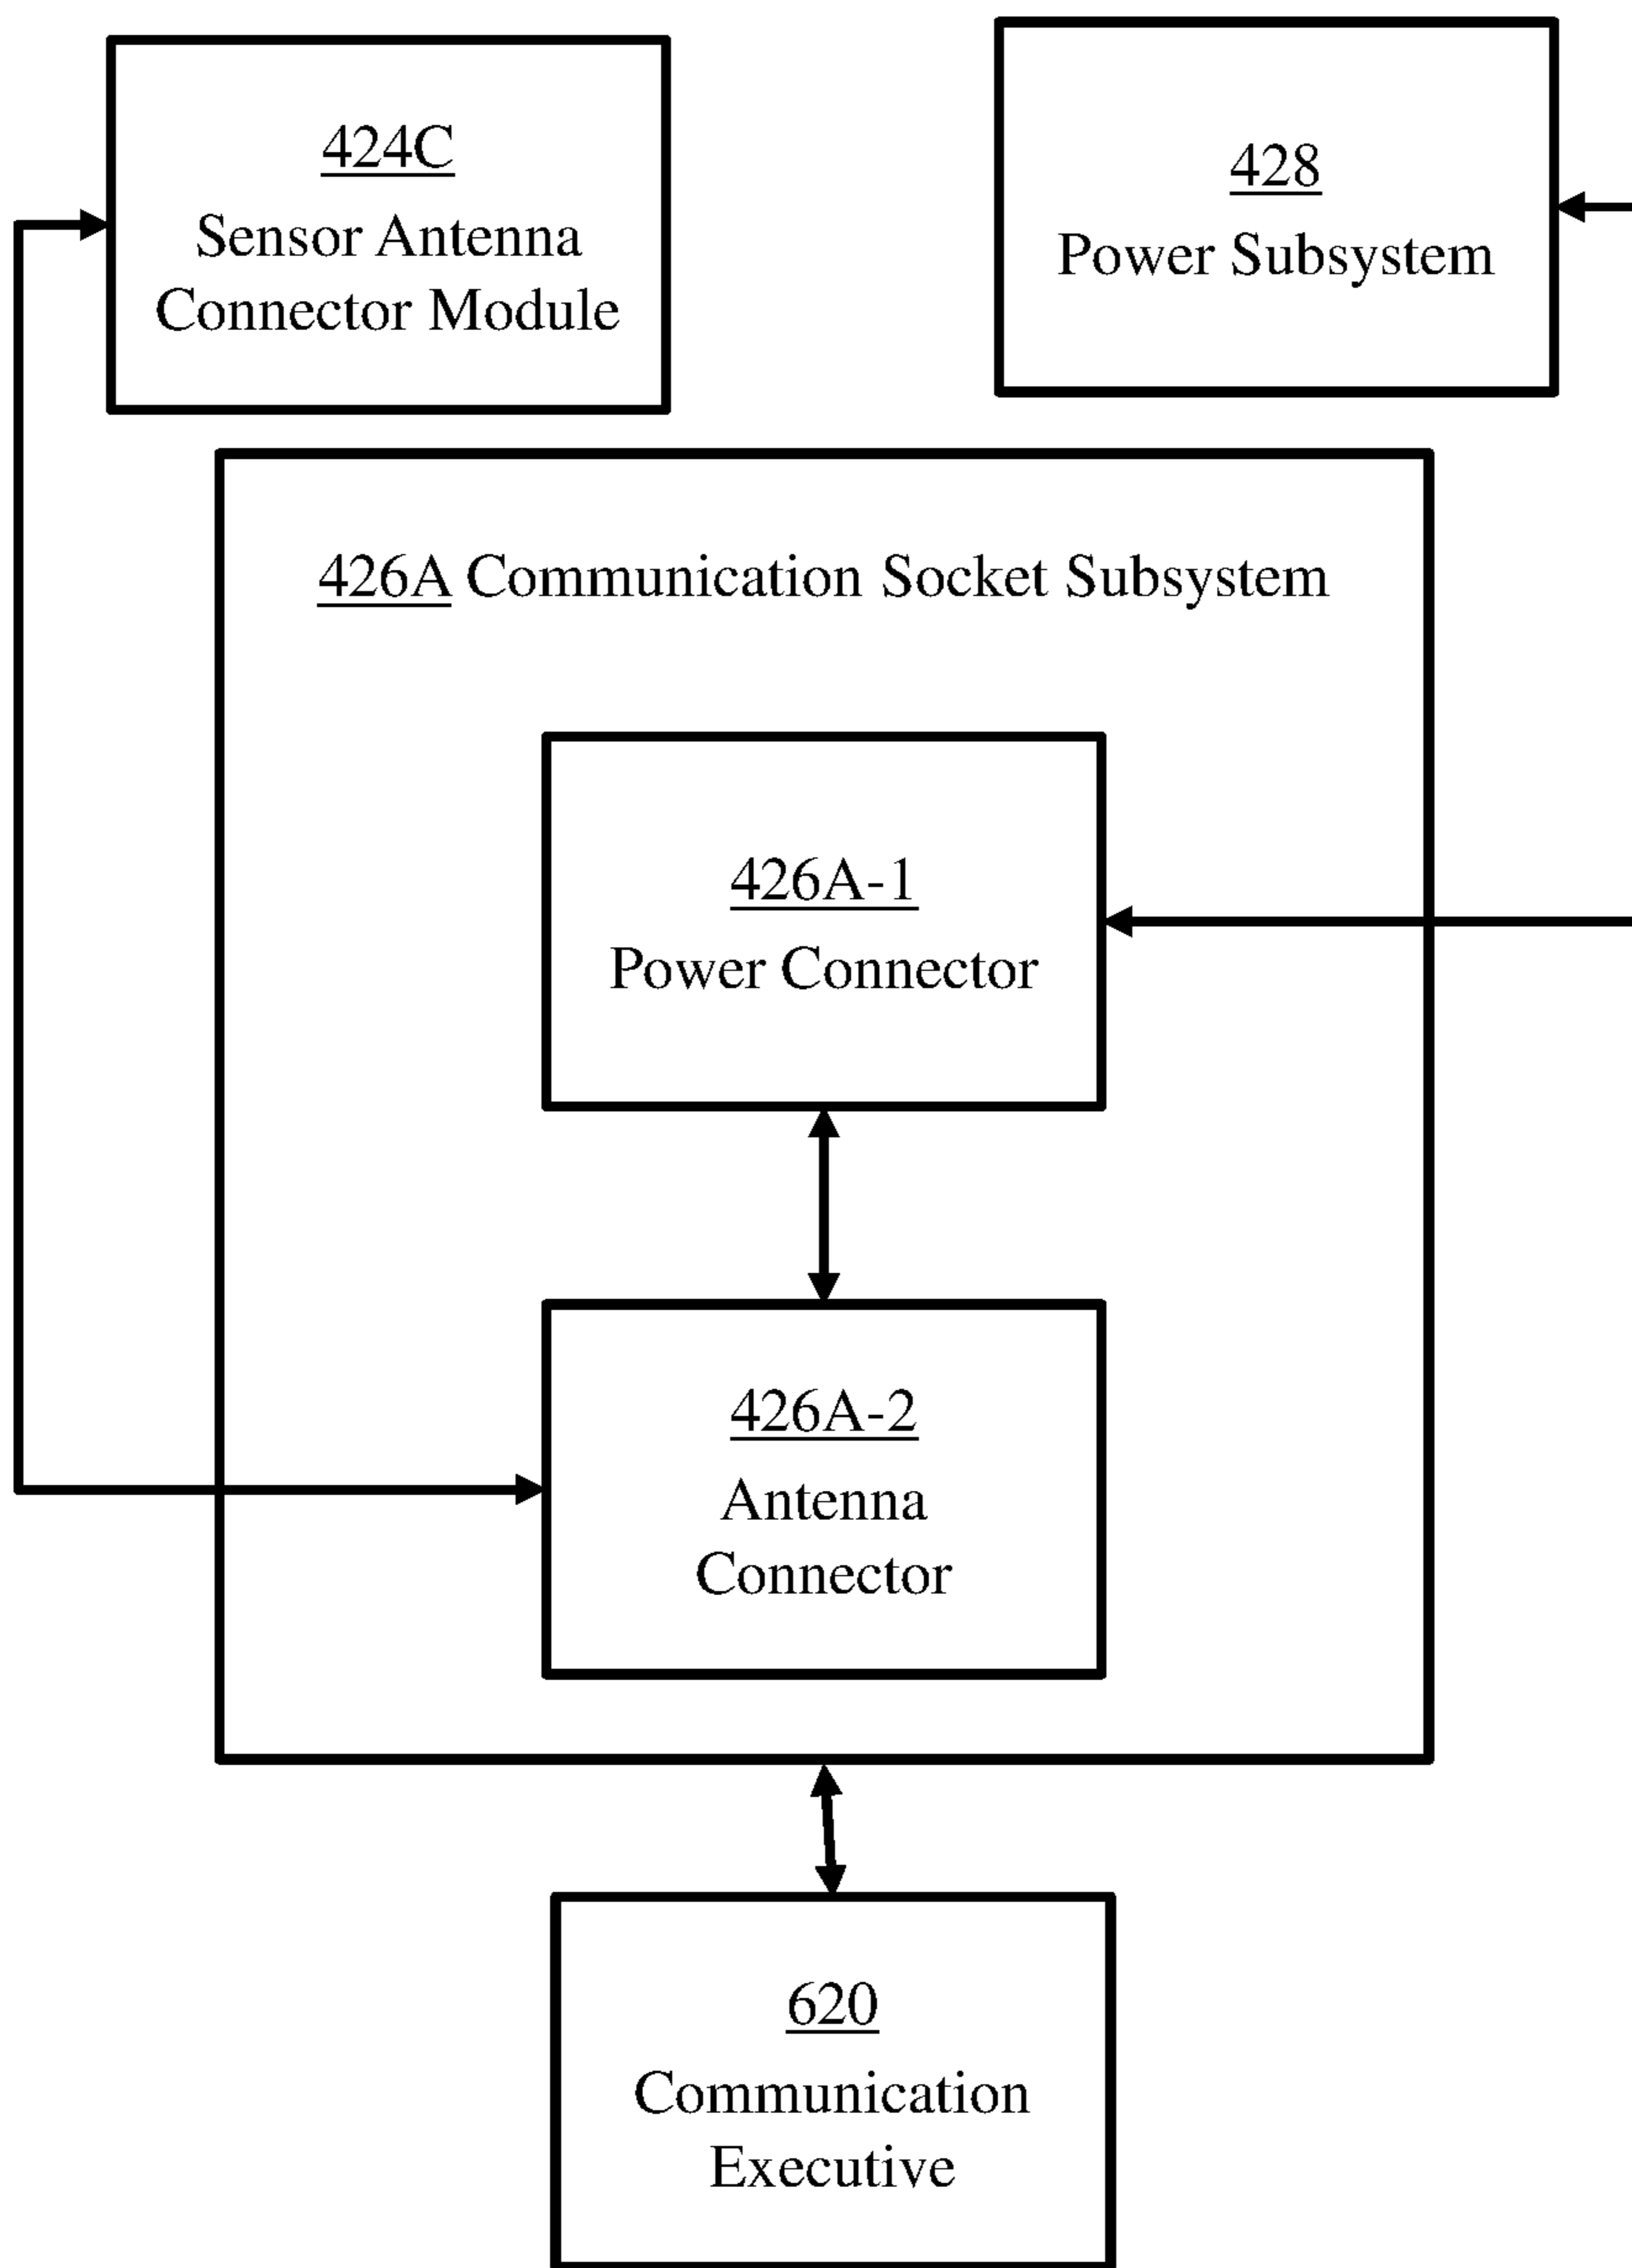 424C
Sensor Antenna
Connector Module
428
Power Subsystem
426A Communication Socket Subsystem
426A-1
Power Connector
426A-2
Antenna
Connector
620
Communication
Executive